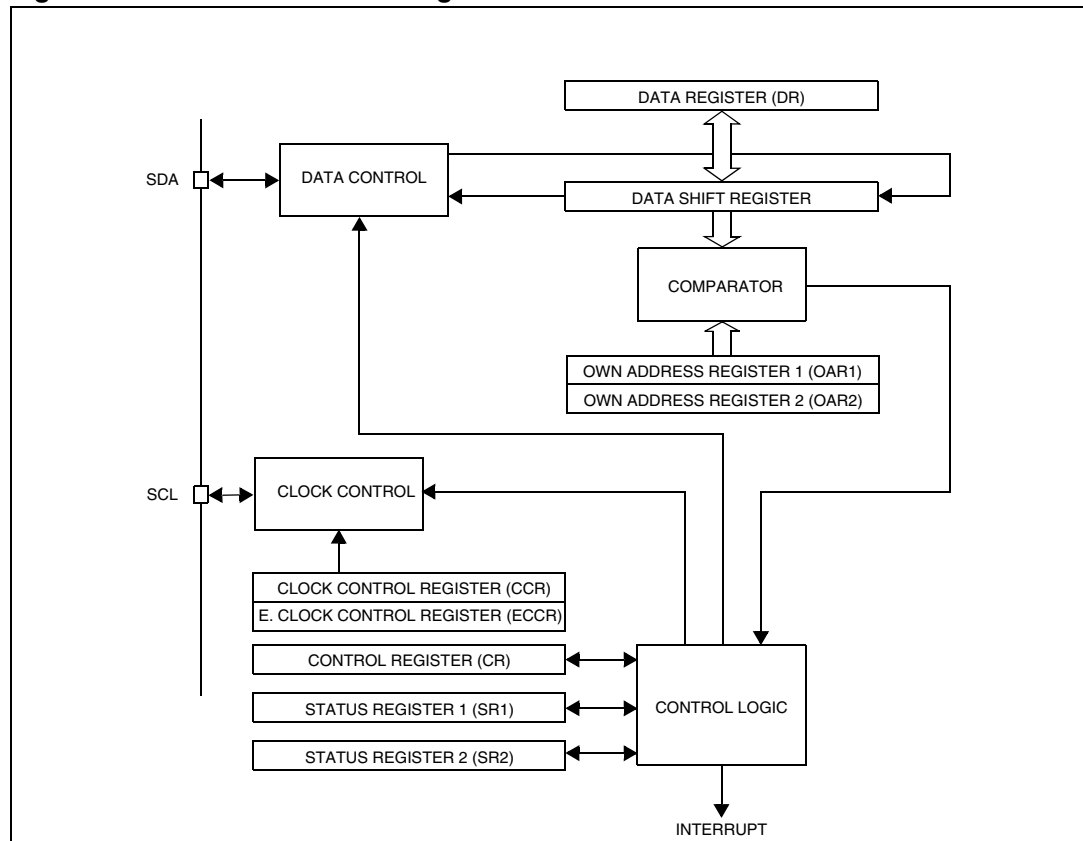 DATA REGISTER (DR)
SDA
DATA CONTROL
DATA SHIFT REGISTER
COMPARATOR
OWN ADDRESS REGISTER 1 (OAR1)
OWN ADDRESS REGISTER 2 (OAR2)
SCL
CLOCK CONTROL
CLOCK CONTROL REGISTER (CCR)
E. CLOCK CONTROL REGISTER (ECCR)
CONTROL REGISTER (CR)
STATUS REGISTER 1 (SR1)
CONTROL LOGIC
STATUS REGISTER 2 (SR2)
INTERRUPT